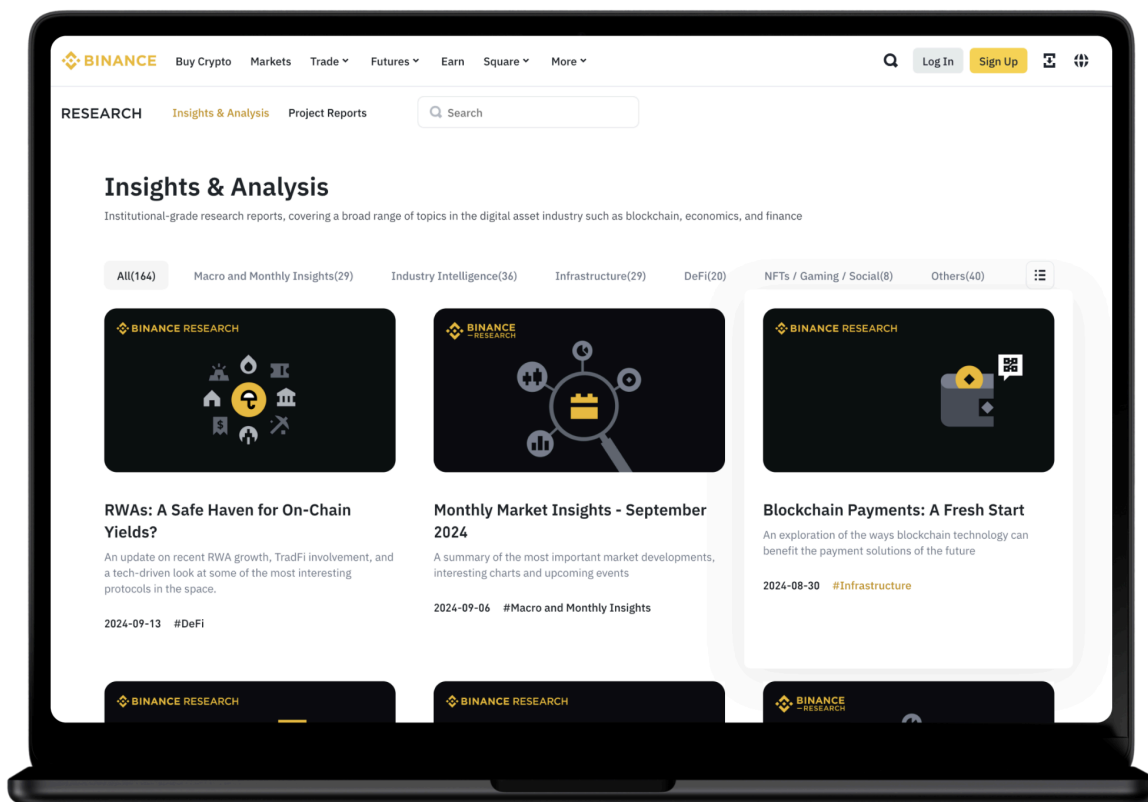 BINANCE Buy Crypto Markets Trade Futures Earn Square More Log In Sign Up
RESEARCH Insights & Analysis Project Reports Search
Insights & Analysis
Institutional-grade research reports, covering a broad range of topics in the digital asset industry such as blockchain, economics, and finance
All(164) Macro and Monthly Insights(29) Industry Intelligence(36) Infrastructure(29) DeFi(20) NFTs / Gaming / Social(8) Others(40)
BINANCE RESEARCH
$
RWAs: A Safe Haven for On-Chain
Yields?
An update on recent RWA growth, TradFi involvement, and
a tech-driven look at some of the most interesting
protocols in the space.
2024-09-13 #DeFi
BINANCE
RESEARCH
Monthly Market Insights - September
2024
A summary of the most important market developments,
interesting charts and upcoming events
2024-09-06 #Macro and Monthly Insights
BINANCE RESEARCH
Blockchain Payments: A Fresh Start
An exploration of the ways blockchain technology can
benefit the payment solutions of the future
2024-08-30 #Infrastructure
BINANCE RESEARCH
BINANCE RESEARCH
BINANCE
RESEARCH